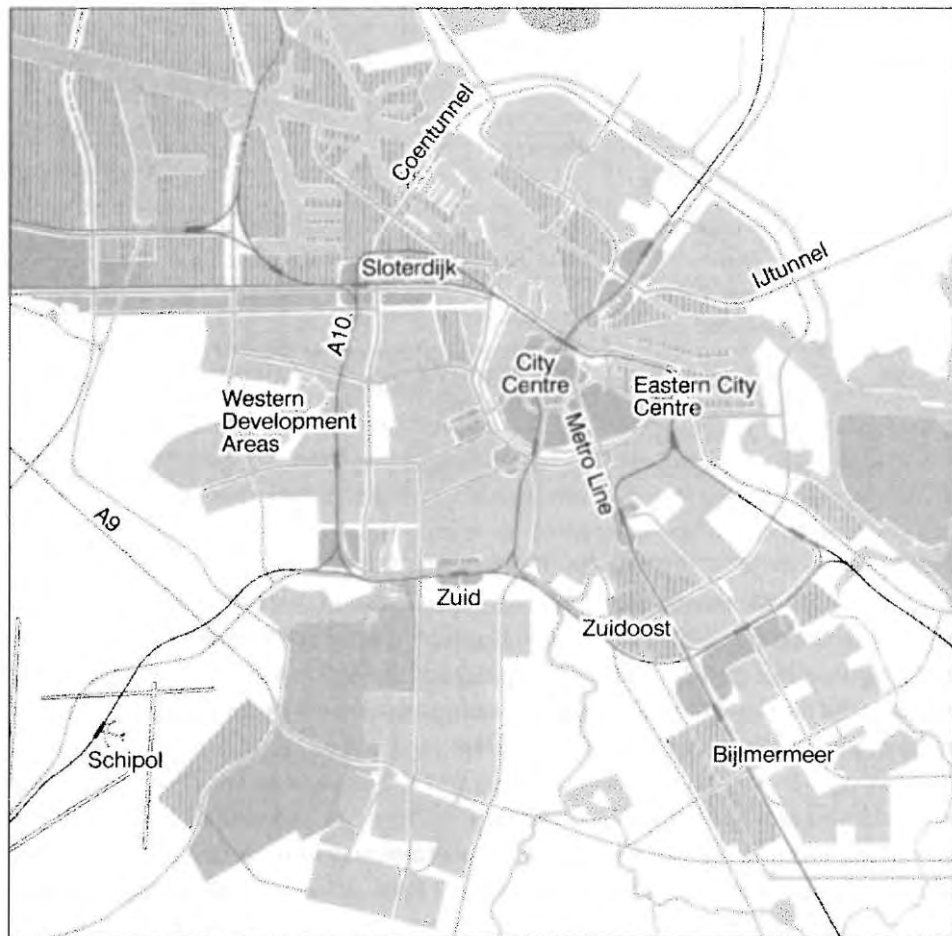 Coentunnel
Sloterdijk
IJtunnel
A10
City
Centre
Eastern City
Centre
Western
Development
Areas
Metro Line
A9
Zuid
Zuidoost
Schipol
Bijlmermeer